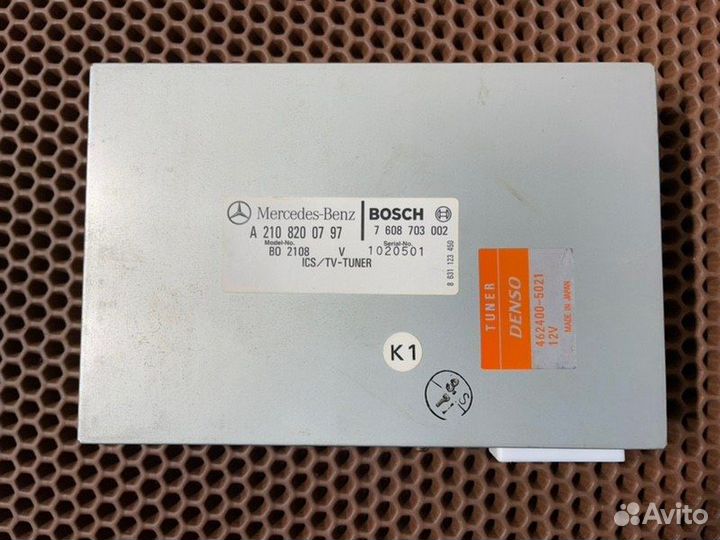 Mercedes-Benz
A 210 820 07 97
Model-No.
BO 2108 V
BOSCH
7 608 703 002
Serial-No.
1020501
ICS/TV-TUNER
8 631 123 450
TUNER
DENSO
462400-5021
12V
MADE IN JAPAN
K1
ST
Avito